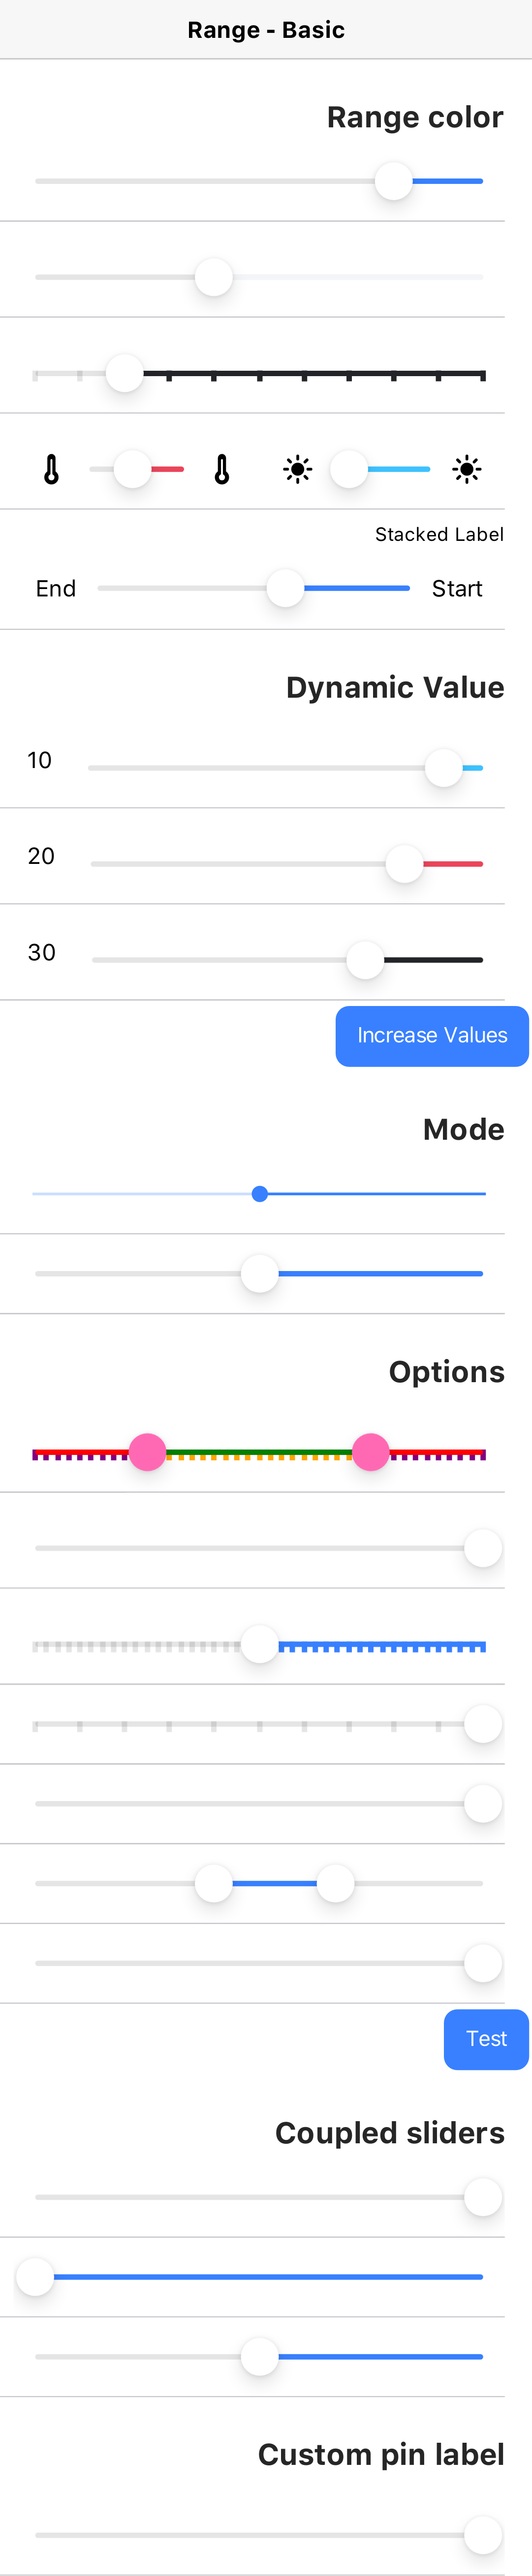 Range - Basic
Range color
Stacked Label
End Start
Dynamic Value
10
20
30
Increase Values
Mode
Options
Test
Coupled sliders
Custom pin label